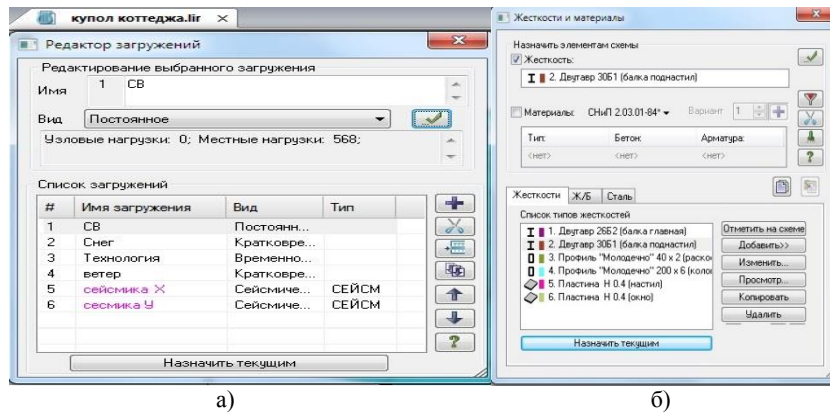 купол коттеджа.lir ×
Редактор загружений
Редактирование выбранного загружения
Имя 1 СВ
Вид Постоянное
Узловые нагрузки: 0; Местные нагрузки: 568;
Список загружений
# Имя загружения Вид Тип
1 СВ Постоянн...
2 Снег Кратковре...
3 Технология Временно...
4 ветер Кратковре...
5 сейсмика X Сейсмиче... СЕЙСМ
6 сесмика У Сейсмиче... СЕЙСМ
Назначить текущим
а)
Жесткости и материалы
Назначить элементам схемы
Жесткость:
2. Двутавр 30Б1 (балка поднастил)
Материалы: СНиП 2.03.01-84* Вариант 1
Тип: Бетон: Арматура:
<нет> <нет> <нет>
Жесткости Ж/Б Сталь
Список типов жесткостей
1. Двутавр 26Б2 (балка главная)
2. Двутавр 30Б1 (балка поднастил)
3. Профиль "Молодечно" 40 x 2 (раско
4. Профиль "Молодечно" 200 x 6 (коло
5. Пластина Н 0.4 (настил)
6. Пластина Н 0.4 (окно)
Отметить на схеме
Добавить>>
Изменить...
Просмотр...
Копировать
Удалить
Назначить текущим
б)